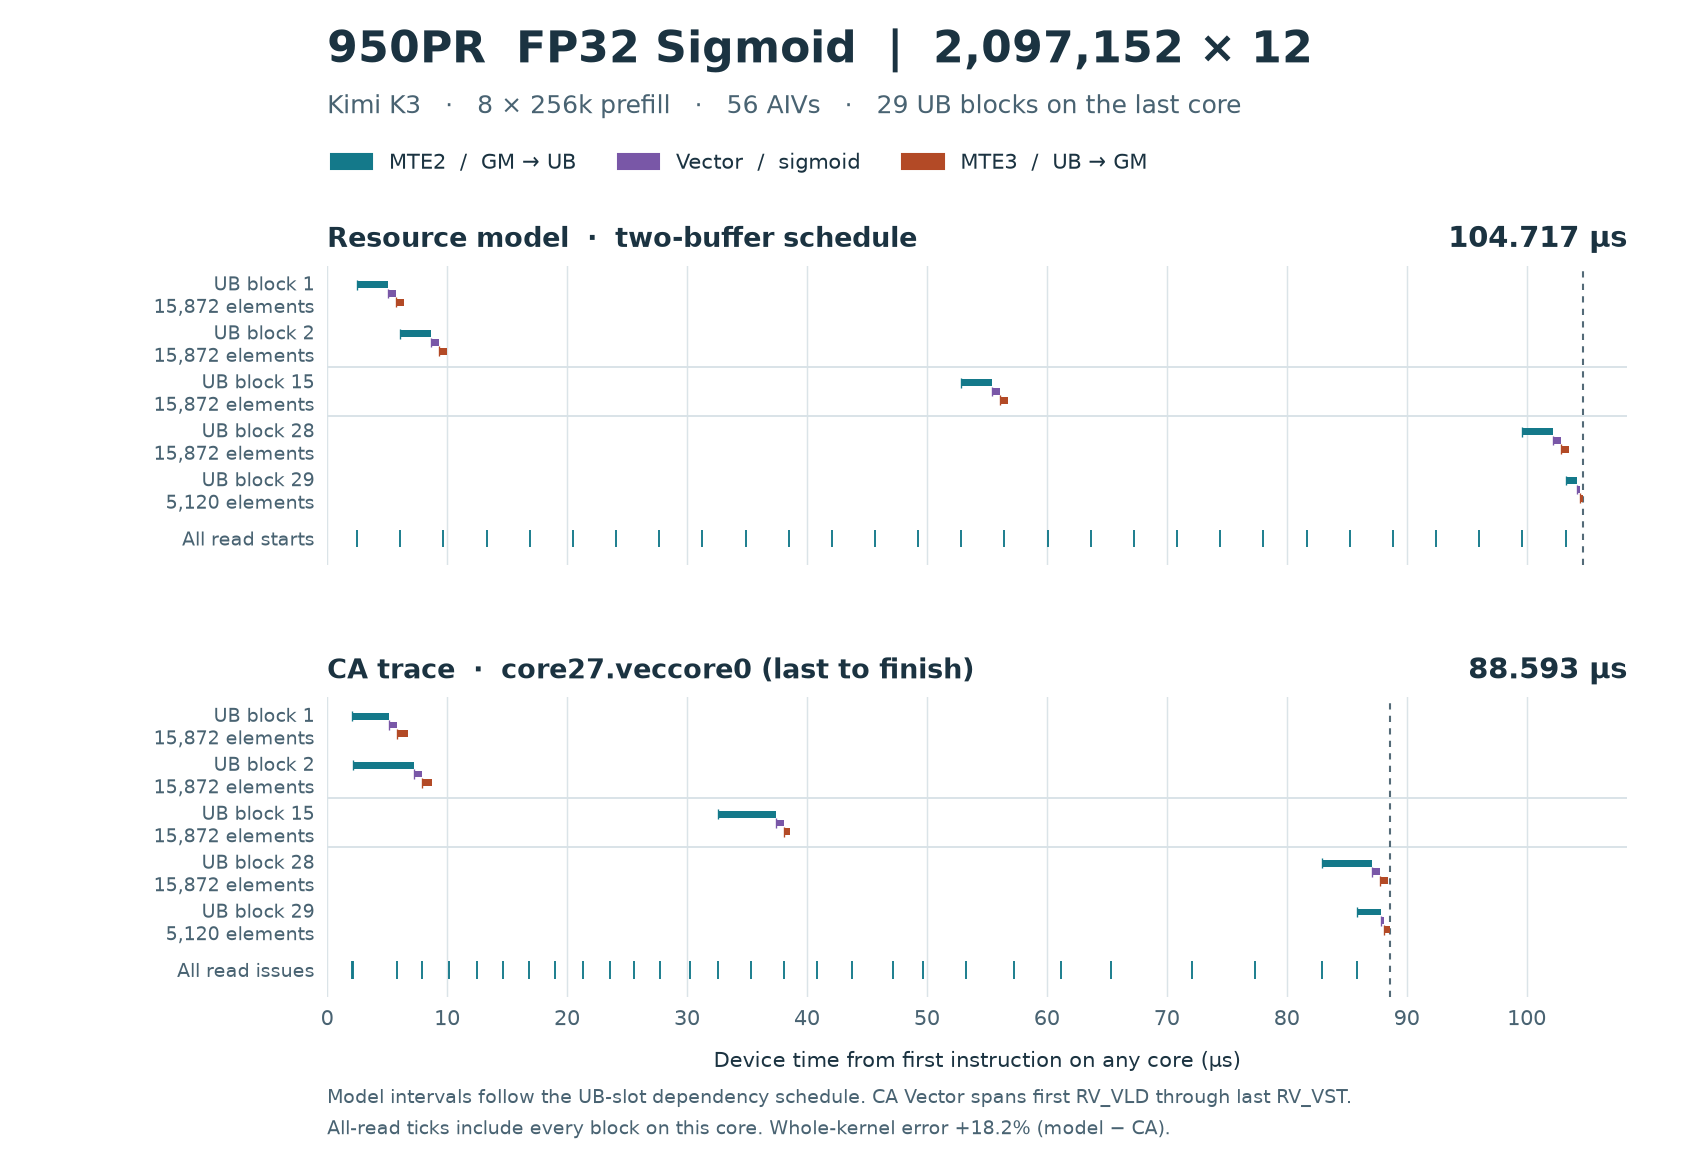 950PR  FP32 Sigmoid  |  2,097,152 × 12
Kimi K3  ·  8 × 256k prefill  ·  56 AIVs  ·  29 UB blocks on the last core
MTE2 / GM → UB  Vector / sigmoid  MTE3 / UB → GM
Resource model · two-buffer schedule  104.717 µs
UB block 1
15,872 elements
UB block 2
15,872 elements
UB block 15
15,872 elements
UB block 28
15,872 elements
UB block 29
5,120 elements
All read starts
CA trace · core27.veccore0 (last to finish)  88.593 µs
UB block 1
15,872 elements
UB block 2
15,872 elements
UB block 15
15,872 elements
UB block 28
15,872 elements
UB block 29
5,120 elements
All read issues
0 10 20 30 40 50 60 70 80 90 100
Device time from first instruction on any core (µs)
Model intervals follow the UB-slot dependency schedule. CA Vector spans first RV_VLD through last RV_VST.
All-read ticks include every block on this core. Whole-kernel error +18.2% (model − CA).